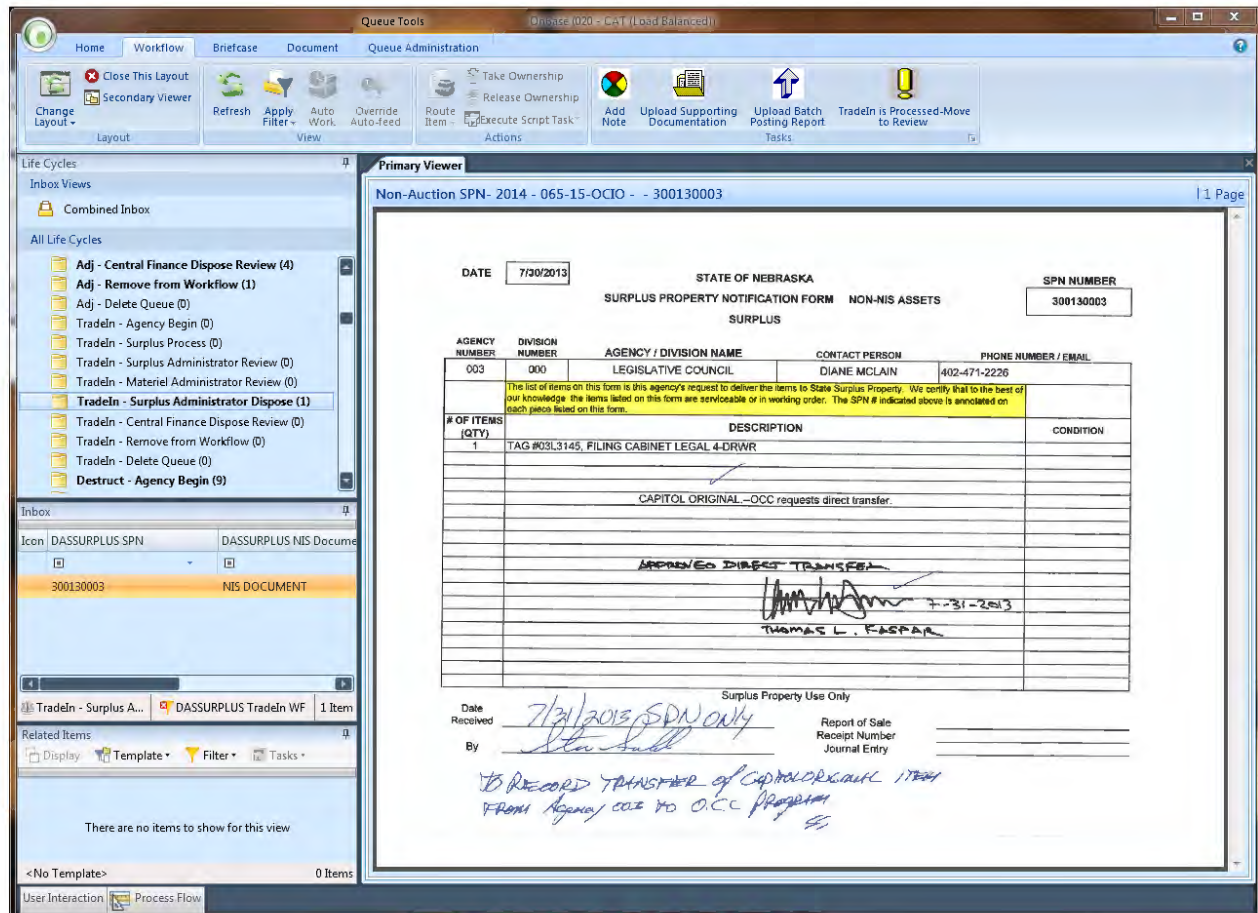 Queue Tools
OnBase (020 - CAT (Load Balanced))
Home Workflow Briefcase Document Queue Administration
Change Layout
Close This Layout
Secondary Viewer
Layout
Refresh
Apply Filter
Auto Work
Override Auto-feed
View
Route Item
Take Ownership
Release Ownership
Execute Script Task
Actions
Add Note
Upload Supporting Documentation
Upload Batch Posting Report
TradeIn is Processed-Move to Review
Tasks
Life Cycles
Inbox Views
Combined Inbox
All Life Cycles
Adj - Central Finance Dispose Review (4)
Adj - Remove from Workflow (1)
Adj - Delete Queue (0)
TradeIn - Agency Begin (0)
TradeIn - Surplus Process (0)
TradeIn - Surplus Administrator Review (0)
TradeIn - Materiel Administrator Review (0)
TradeIn - Surplus Administrator Dispose (1)
TradeIn - Central Finance Dispose Review (0)
TradeIn - Remove from Workflow (0)
TradeIn - Delete Queue (0)
Destruct - Agency Begin (9)
Inbox
Icon DASSURPLUS SPN DASSURPLUS NIS Docume
300130003 NIS DOCUMENT
TradeIn - Surplus A... DASSURPLUS TradeIn WF 1 Item
Related Items
Display Template Filter Tasks
There are no items to show for this view
<No Template> 0 Items
User Interaction Process Flow
Primary Viewer
Non-Auction SPN- 2014 - 065-15-OCIO - - 300130003 1 Page
DATE 7/30/2013
STATE OF NEBRASKA
SURPLUS PROPERTY NOTIFICATION FORM NON-NIS ASSETS
SURPLUS
SPN NUMBER
300130003
AGENCY NUMBER DIVISION NUMBER AGENCY / DIVISION NAME CONTACT PERSON PHONE NUMBER / EMAIL
003 000 LEGISLATIVE COUNCIL DIANE MCLAIN 402-471-2226
The list of items on this form is this agency's request to deliver the items to State Surplus Property. We certify that to the best of
our knowledge the items listed on this form are serviceable or in working order. The SPN # indicated above is annotated on
each piece listed on this form.
# OF ITEMS (QTY) DESCRIPTION CONDITION
1 TAG #03L3145, FILING CABINET LEGAL 4-DRWR
CAPITOL ORIGINAL.--OCC requests direct transfer.
APPROVED DIRECT TRANSFER
7-31-2013
THOMAS L. KASPAR
Surplus Property Use Only
Date Received 7/31/2013 SPN ONLY
By
Report of Sale
Receipt Number
Journal Entry
TO RECORD TRANSFER of CAPITOL ORIGINAL ITEM
FROM Agency 003 TO O.C.C PROGRAM